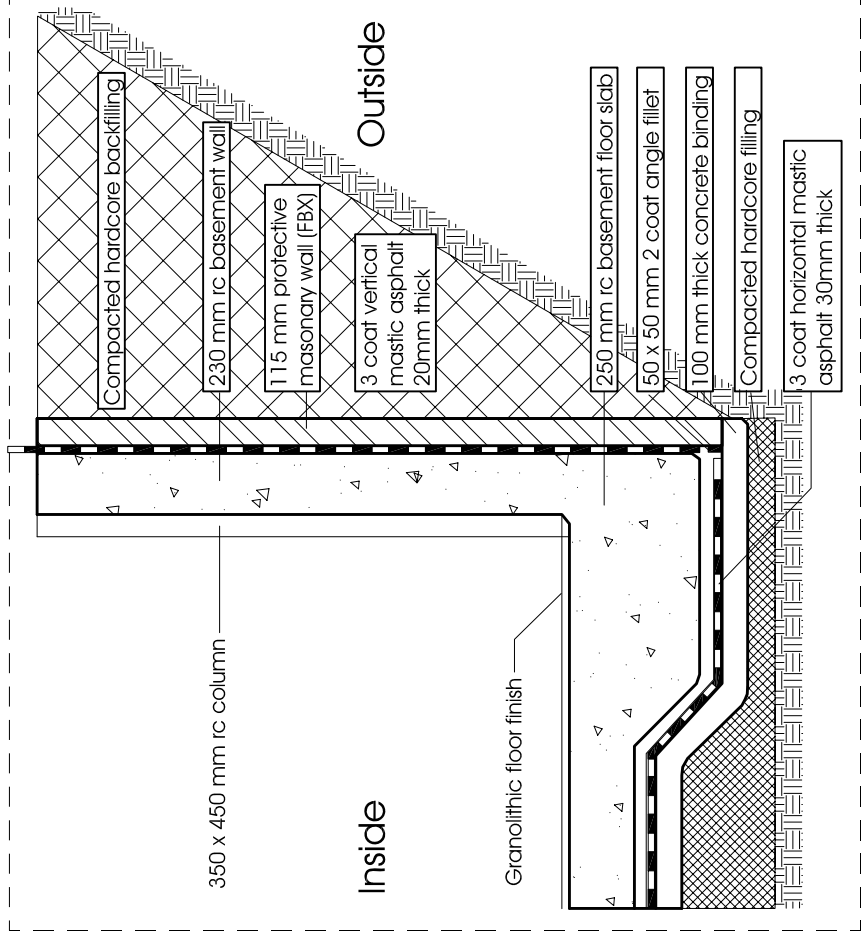 Compacted hardcore backfilling
230 mm rc basement wall
115 mm protective
masonary wall (FBX)
3 coat vertical
mastic asphalt
20mm thick
Outside
250 mm rc basement floor slab
50 x 50 mm 2 coat angle fillet
100 mm thick concrete binding
Compacted hardcore filling
3 coat horizontal mastic
asphalt 30mm thick
350 x 450 mm rc column
Inside
Granolithic floor finish